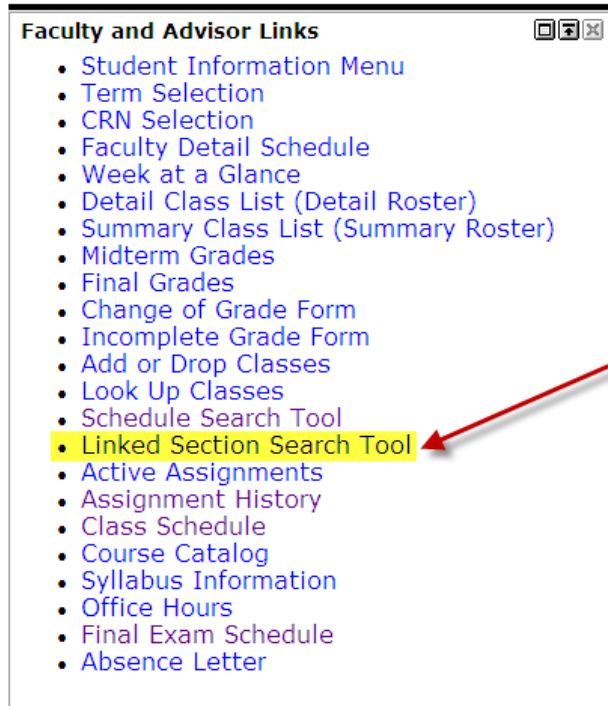 Faculty and Advisor Links
Student Information Menu
Term Selection
CRN Selection
Faculty Detail Schedule
Week at a Glance
Detail Class List (Detail Roster)
Summary Class List (Summary Roster)
Midterm Grades
Final Grades
Change of Grade Form
Incomplete Grade Form
Add or Drop Classes
Look Up Classes
Schedule Search Tool
Linked Section Search Tool
Active Assignments
Assignment History
Class Schedule
Course Catalog
Syllabus Information
Office Hours
Final Exam Schedule
Absence Letter